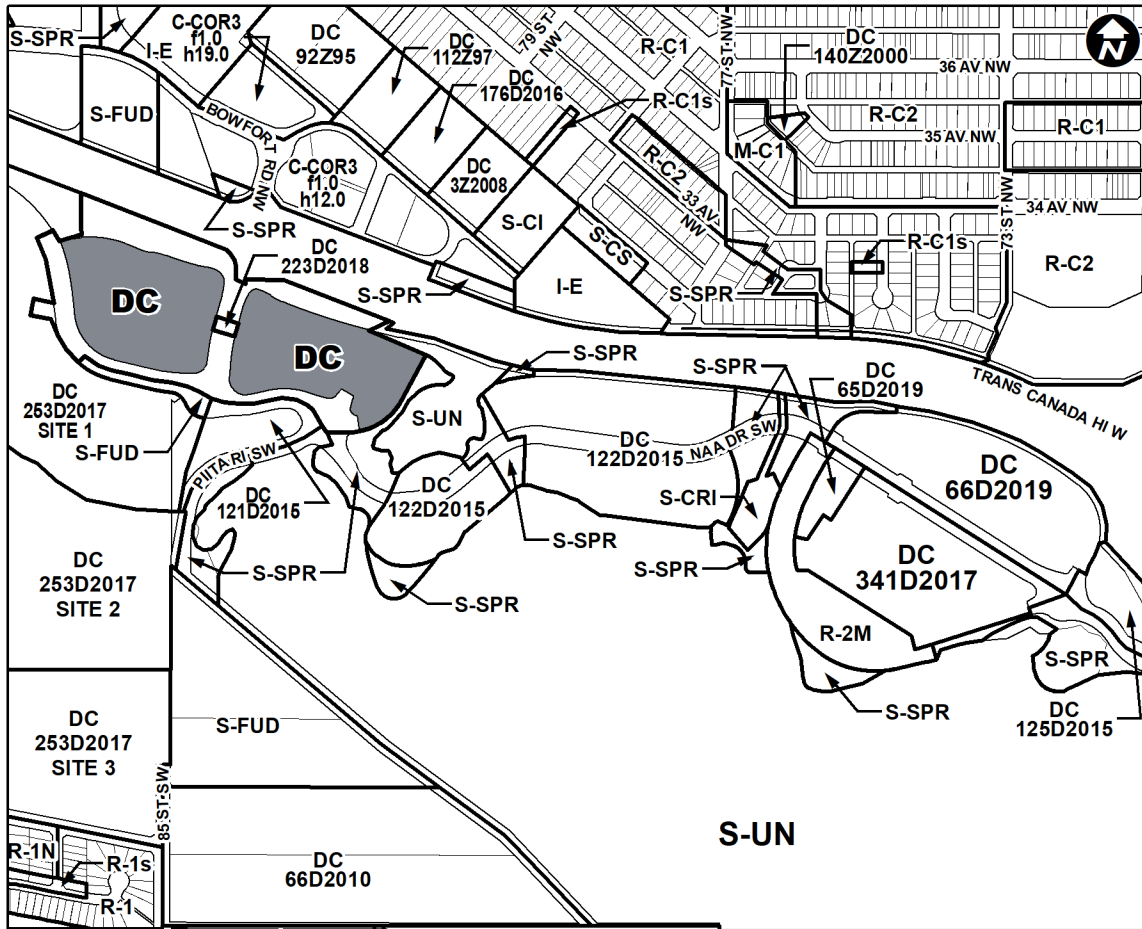 S-SPR
C-COR3
f1.0
h19.0
I-E
DC
92Z95
DC
112Z97
79 ST
NW
R-C1
77 ST NW
DC
140Z2000
36 AV NW
N
S-FUD
BOWFORT RD NW
DC
176D2016
R-C1s
R-C2
35 AV NW
R-C1
M-C1
C-COR3
f1.0
h12.0
DC
3Z2008
R-C2
33 AV
NW
34 AV NW
73 ST NW
S-SPR
S-CI
S-CS
R-C1s
DC
223D2018
S-SPR
I-E
S-SPR
R-C2
DC
DC
S-SPR
S-SPR
DC
65D2019
TRANS CANADA HI W
DC
253D2017
SITE 1
S-UN
S-FUD
PIITA RI SW
DC
122D2015
NAA DR SW
DC
66D2019
DC
121D2015
DC
122D2015
S-CRI
S-SPR
DC
253D2017
SITE 2
S-SPR
S-SPR
S-SPR
DC
341D2017
R-2M
S-SPR
S-SPR
DC
125D2015
DC
253D2017
SITE 3
S-FUD
85 ST SW
S-UN
R-1N
R-1s
R-1
DC
66D2010